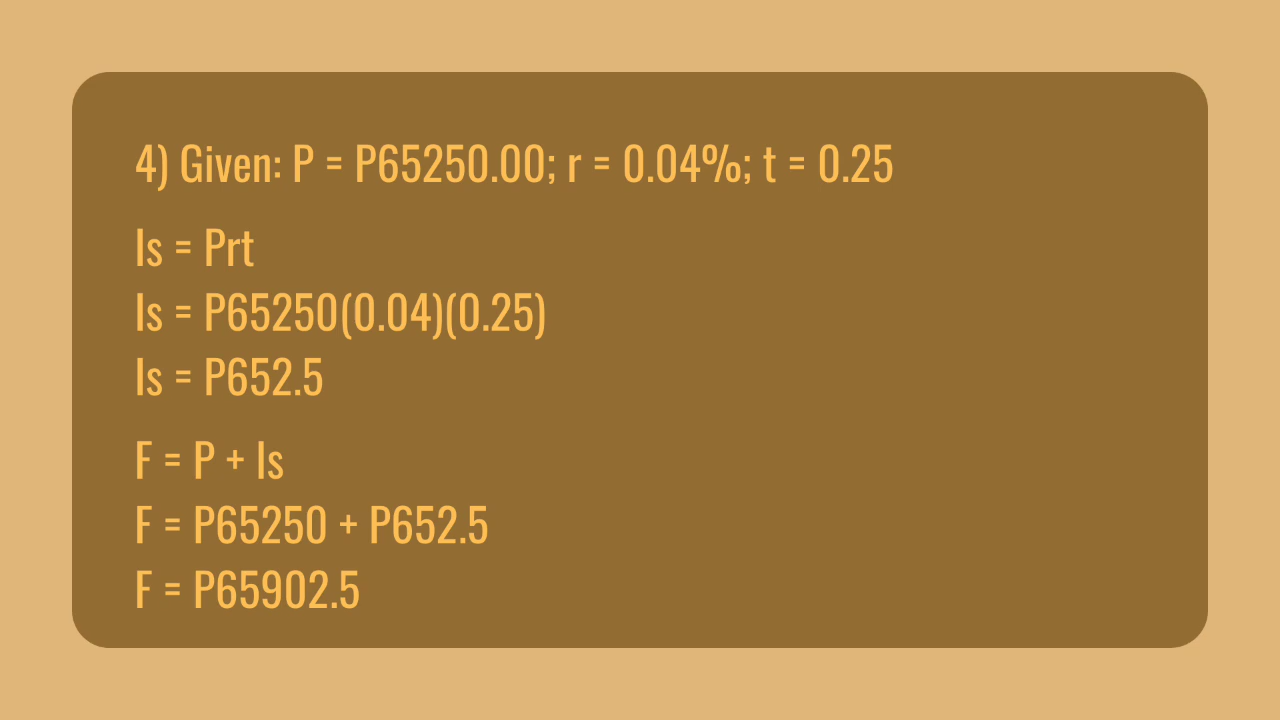 4) Given: P = P65250.00; r = 0.04%; t = 0.25
Is = Prt
Is = P65250(0.04)(0.25)
Is = P652.5
F = P + Is
F = P65250 + P652.5
F = P65902.5